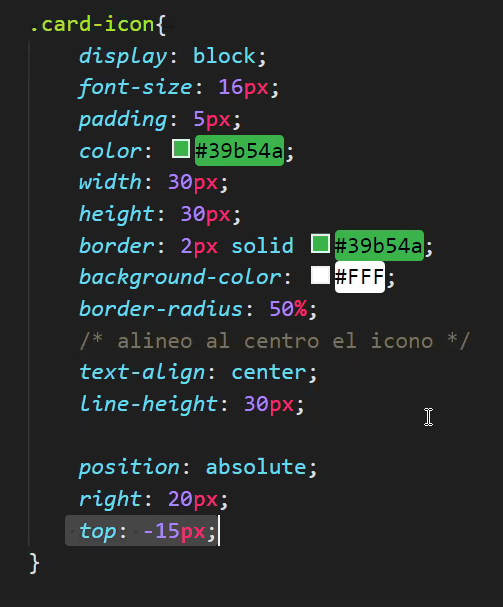 .card-icon{
display: block;
font-size: 16px;
padding: 5px;
color: #39b54a;
width: 30px;
height: 30px;
border: 2px solid #39b54a;
background-color: #FFF;
border-radius: 50%;
/* alineo al centro el icono */
text-align: center;
line-height: 30px;
position: absolute;
right: 20px;
top: -15px;
}